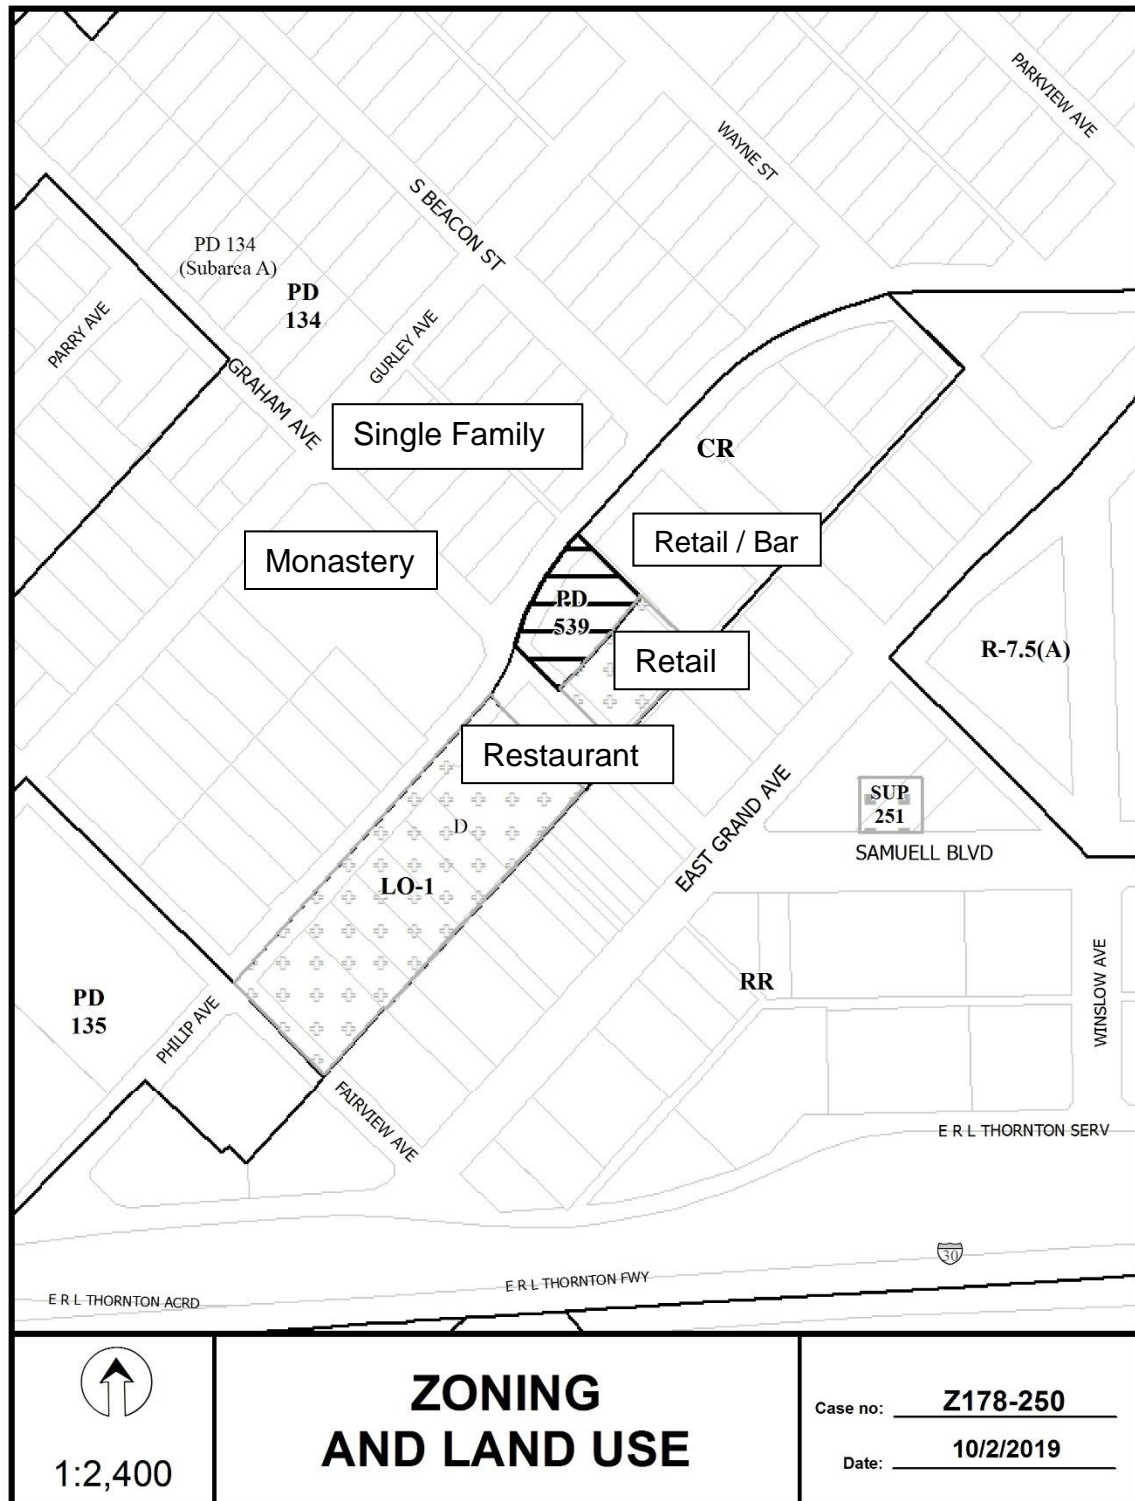 PARKVIEW AVE
WAYNE ST
S BEACON ST
PD 134
(Subarea A)
PD
134
PARRY AVE
GURLEY AVE
GRAHAM AVE
Single Family
CR
Retail / Bar
Monastery
PD
539
Retail
R-7.5(A)
Restaurant
SUP
251
EAST GRAND AVE
SAMUELL BLVD
D
LO-1
RR
WINSLOW AVE
PD
135
PHILIP AVE
FAIRVIEW AVE
E R L THORNTON SERV
30
E R L THORNTON FWY
E R L THORNTON ACRD
1:2,400
ZONING
AND LAND USE
Case no: Z178-250
Date: 10/2/2019